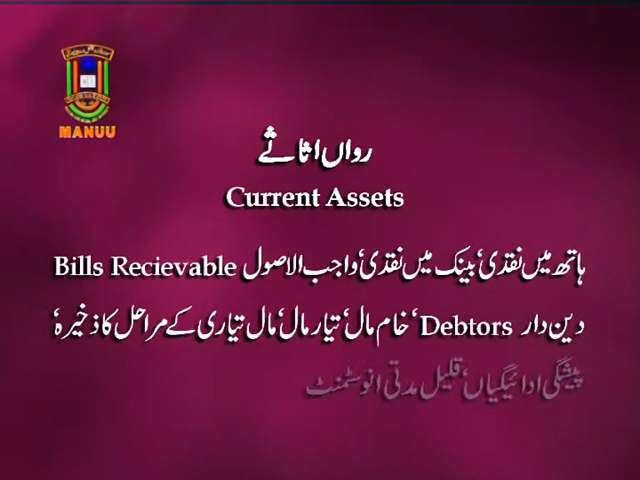 MANUU
رواں اثاثے
Current Assets
ہاتھ میں نقدی، بینک میں نقدی، واجب الاصول Bills Recievable
دین دار Debtors، خام مال، تیار مال، مال تیاری کے مراحل کا ذخیرہ،
پیشگی ادائیگیاں، قلیل مدتی انوسٹمنٹ